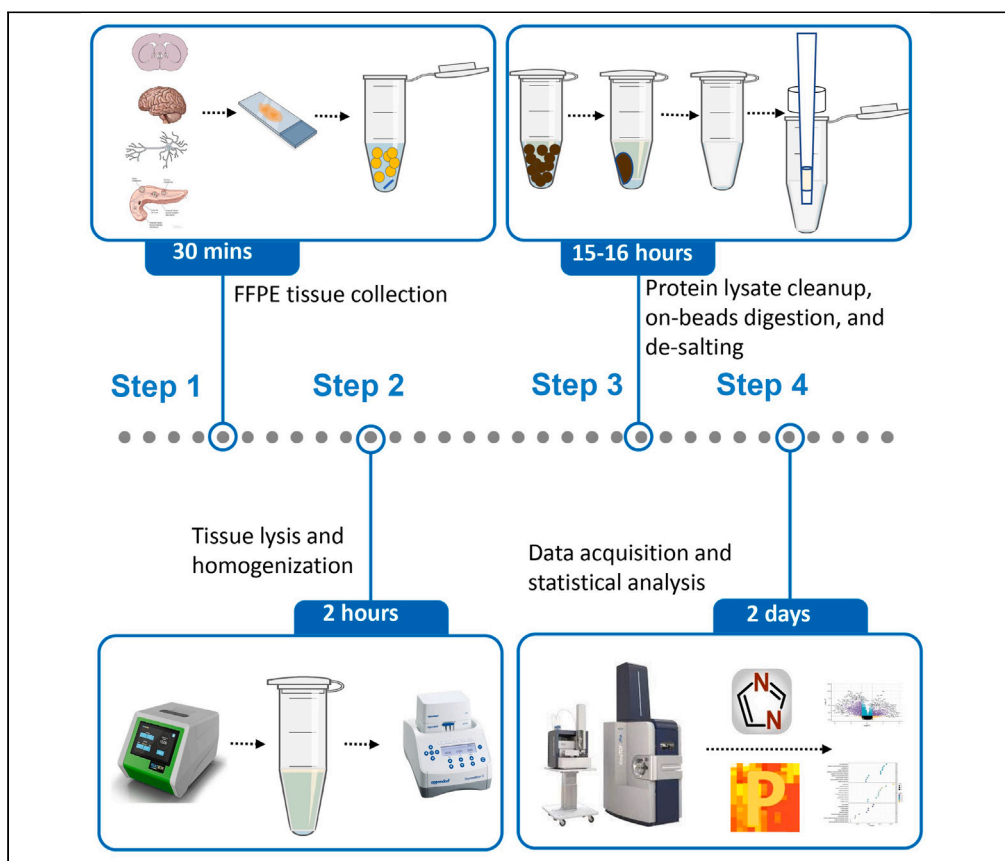 30 mins
FFPE tissue collection
15-16 hours
Protein lysate cleanup,
on-beads digestion, and
de-salting
Step 1
Step 2
Step 3
Step 4
Tissue lysis and
homogenization
2 hours
Data acquisition and
statistical analysis
2 days
eppendorf
N
N
P